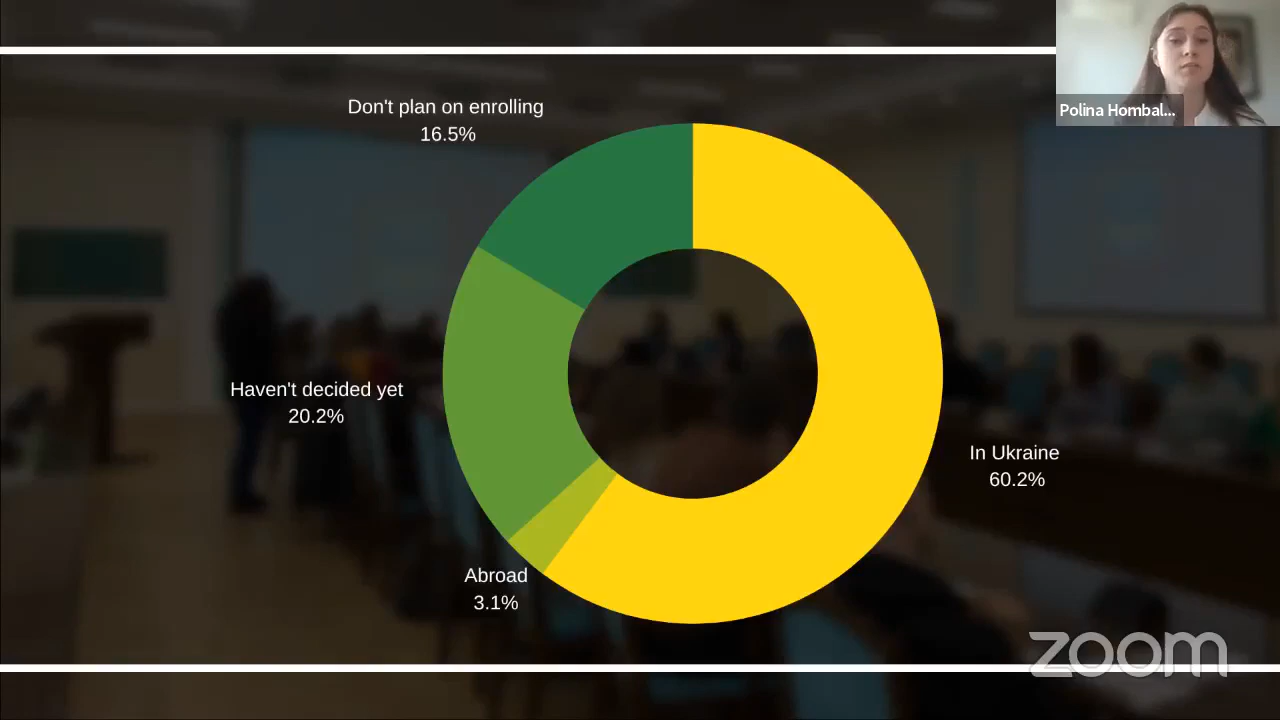 Polina Hombal...
Don't plan on enrolling
16.5%
Haven't decided yet
20.2%
In Ukraine
60.2%
Abroad
3.1%
zoom